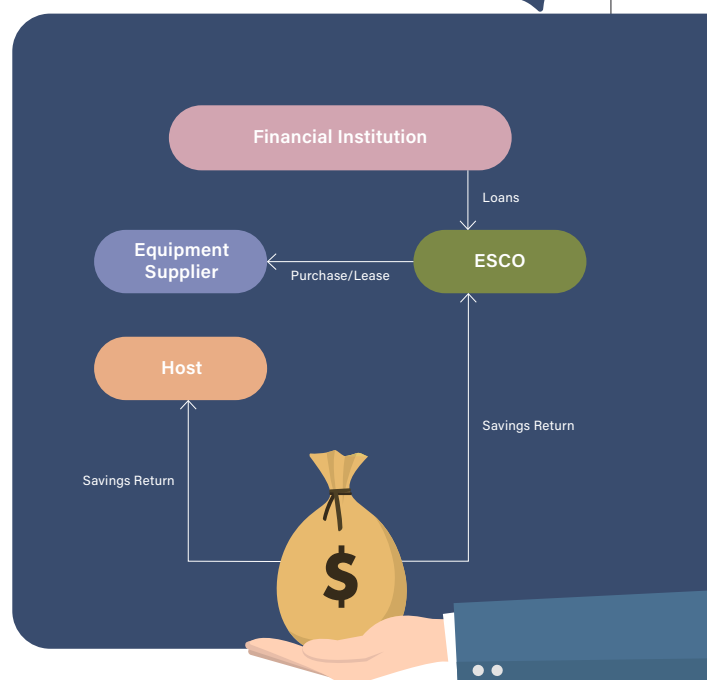 Financial Institution
Loans
Equipment
Supplier
ESCO
Purchase/Lease
Host
Savings Return
Savings Return
$